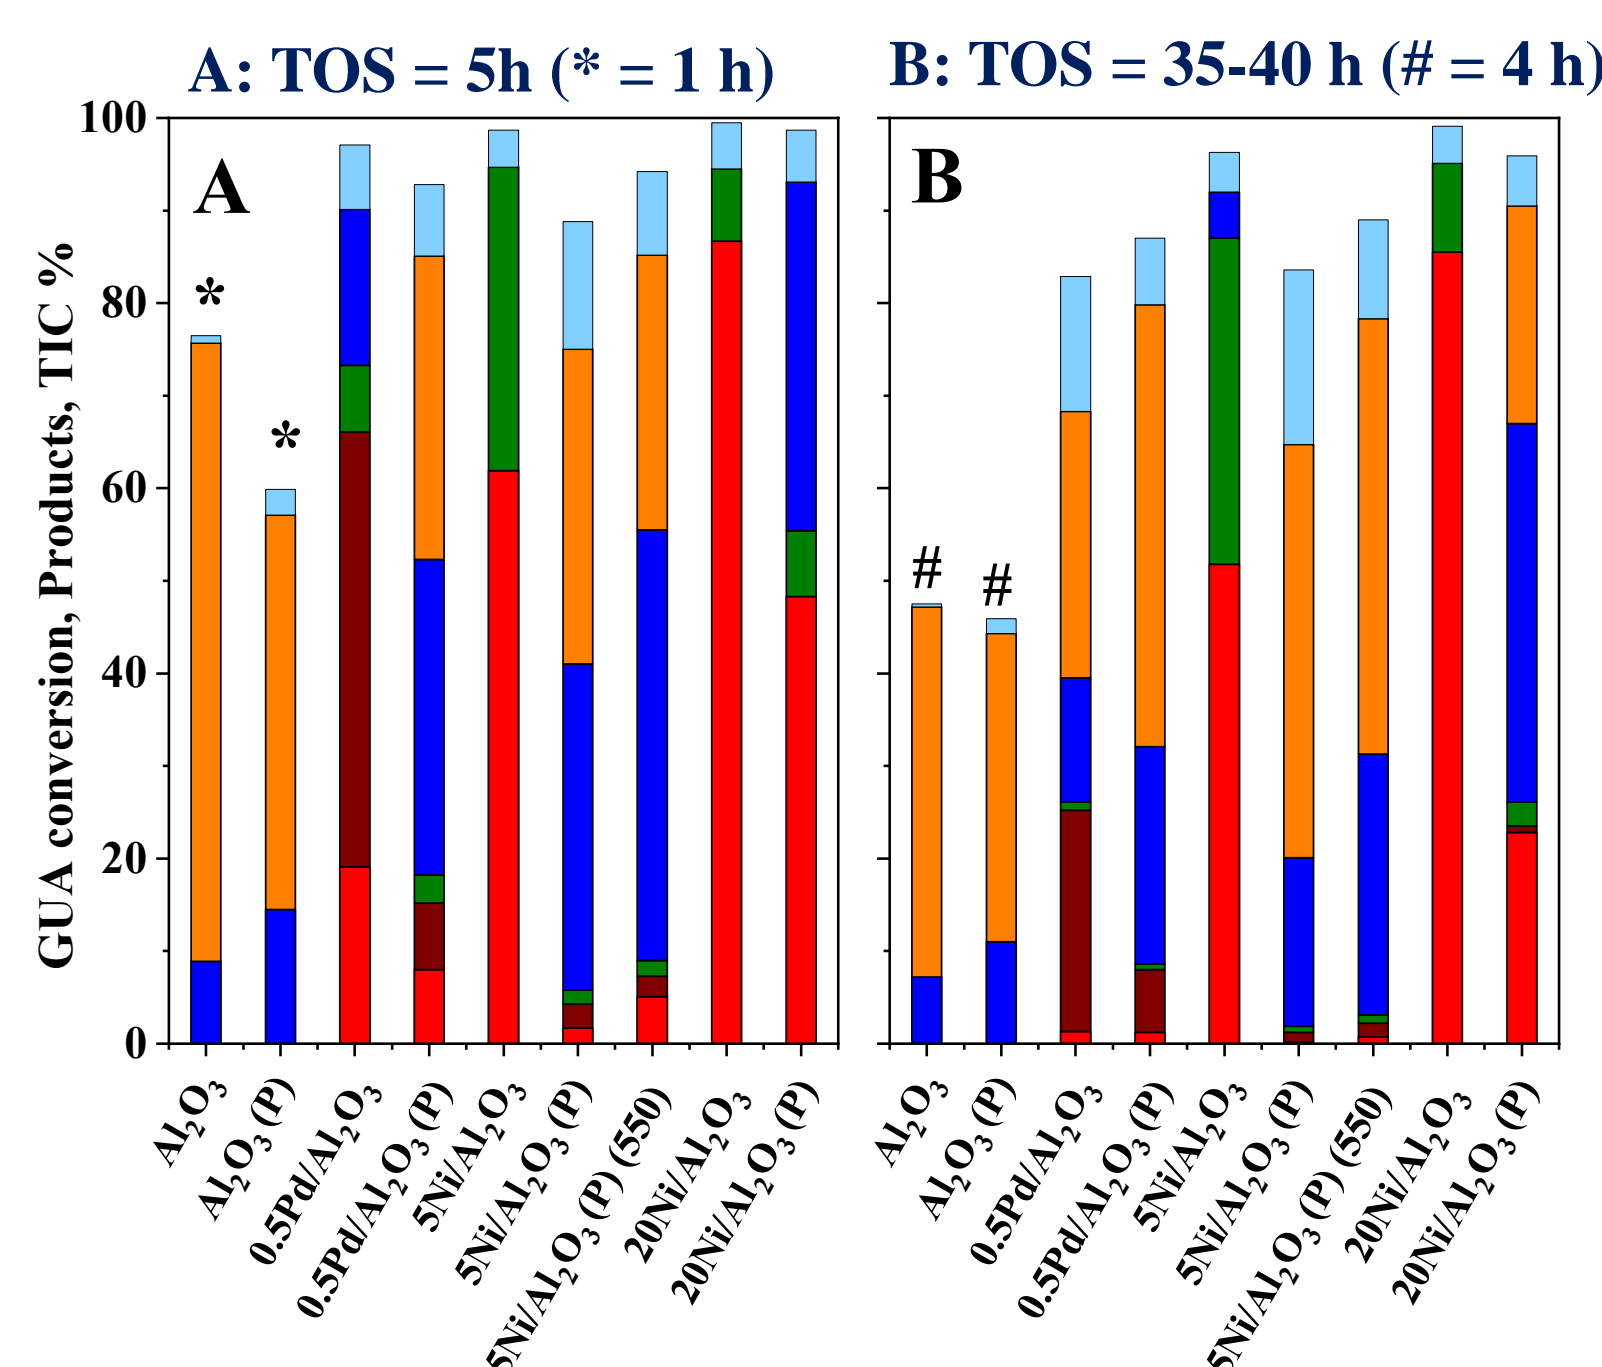 A: TOS = 5h (* = 1 h)
B: TOS = 35-40 h (# = 4 h)
GUA conversion, Products, TIC %
100
80
60
40
20
0
A
*
*
B
#
#
Al₂O₃
Al₂O₃ (P)
0.5Pd/Al₂O₃
0.5Pd/Al₂O₃ (P)
5Ni/Al₂O₃
5Ni/Al₂O₃ (P)
5Ni/Al₂O₃ (P) (550)
20Ni/Al₂O₃
20Ni/Al₂O₃ (P)
Al₂O₃
Al₂O₃ (P)
0.5Pd/Al₂O₃
0.5Pd/Al₂O₃ (P)
5Ni/Al₂O₃
5Ni/Al₂O₃ (P)
5Ni/Al₂O₃ (P) (550)
20Ni/Al₂O₃
20Ni/Al₂O₃ (P)